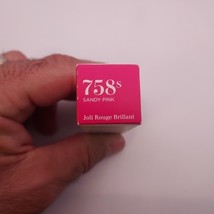 758s
SANDY PINK
Joli Rouge Brillant